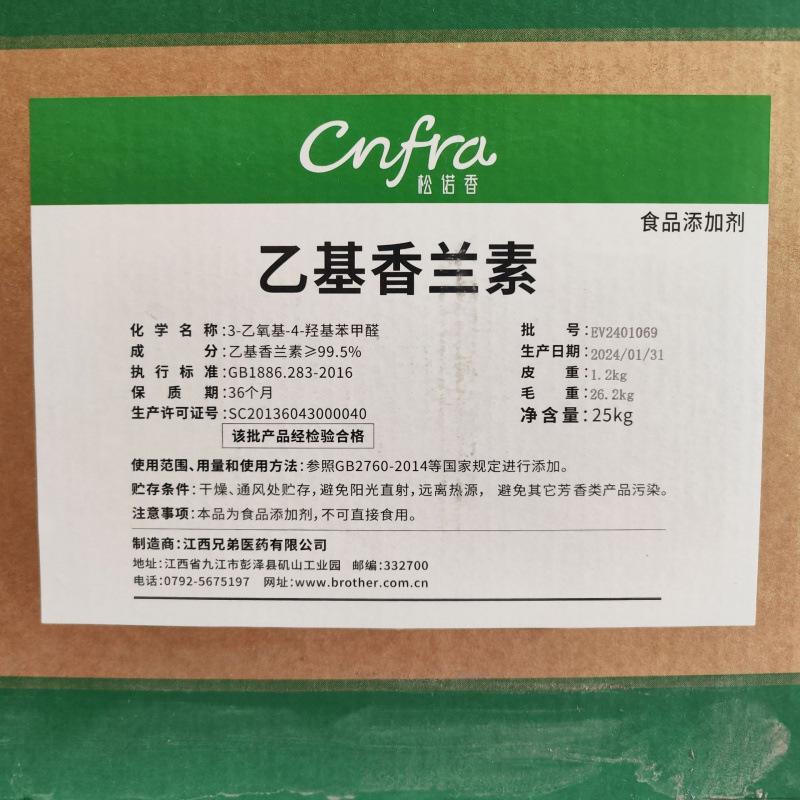 Cnfra
松诺香
食品添加剂
乙基香兰素
化学名称:3-乙氧基-4-羟基苯甲醛
成分:乙基香兰素≥99.5%
执行标准:GB1886.283-2016
保质期:36个月
生产许可证号:SC20136043000040
该批产品经检验合格
批号:EV2401069
生产日期:2024/01/31
皮重:1.2kg
毛重:26.2kg
净含量:25kg
使用范围、用量和使用方法:参照GB2760-2014等国家规定进行添加。
贮存条件:干燥、通风处贮存,避免阳光直射,远离热源, 避免其它芳香类产品污染。
注意事项:本品为食品添加剂,不可直接食用。
制造商:江西兄弟医药有限公司
地址:江西省九江市彭泽县矶山工业园 邮编:332700
电话:0792-5675197 网址:www.brother.com.cn